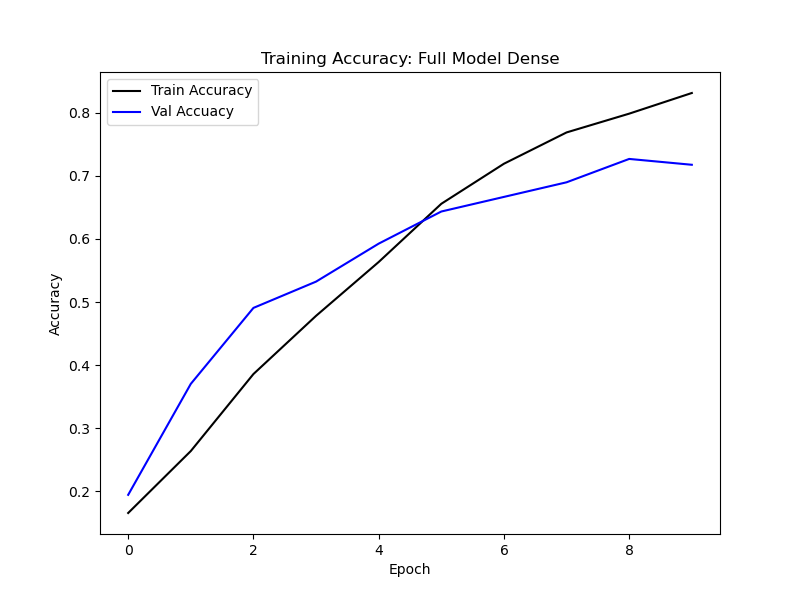 Training Accuracy: Full Model Dense
Train Accuracy
Val Accuacy
0.8
0.7
0.6
0.5
0.4
0.3
0.2
Accuracy
0 2 4 6 8
Epoch